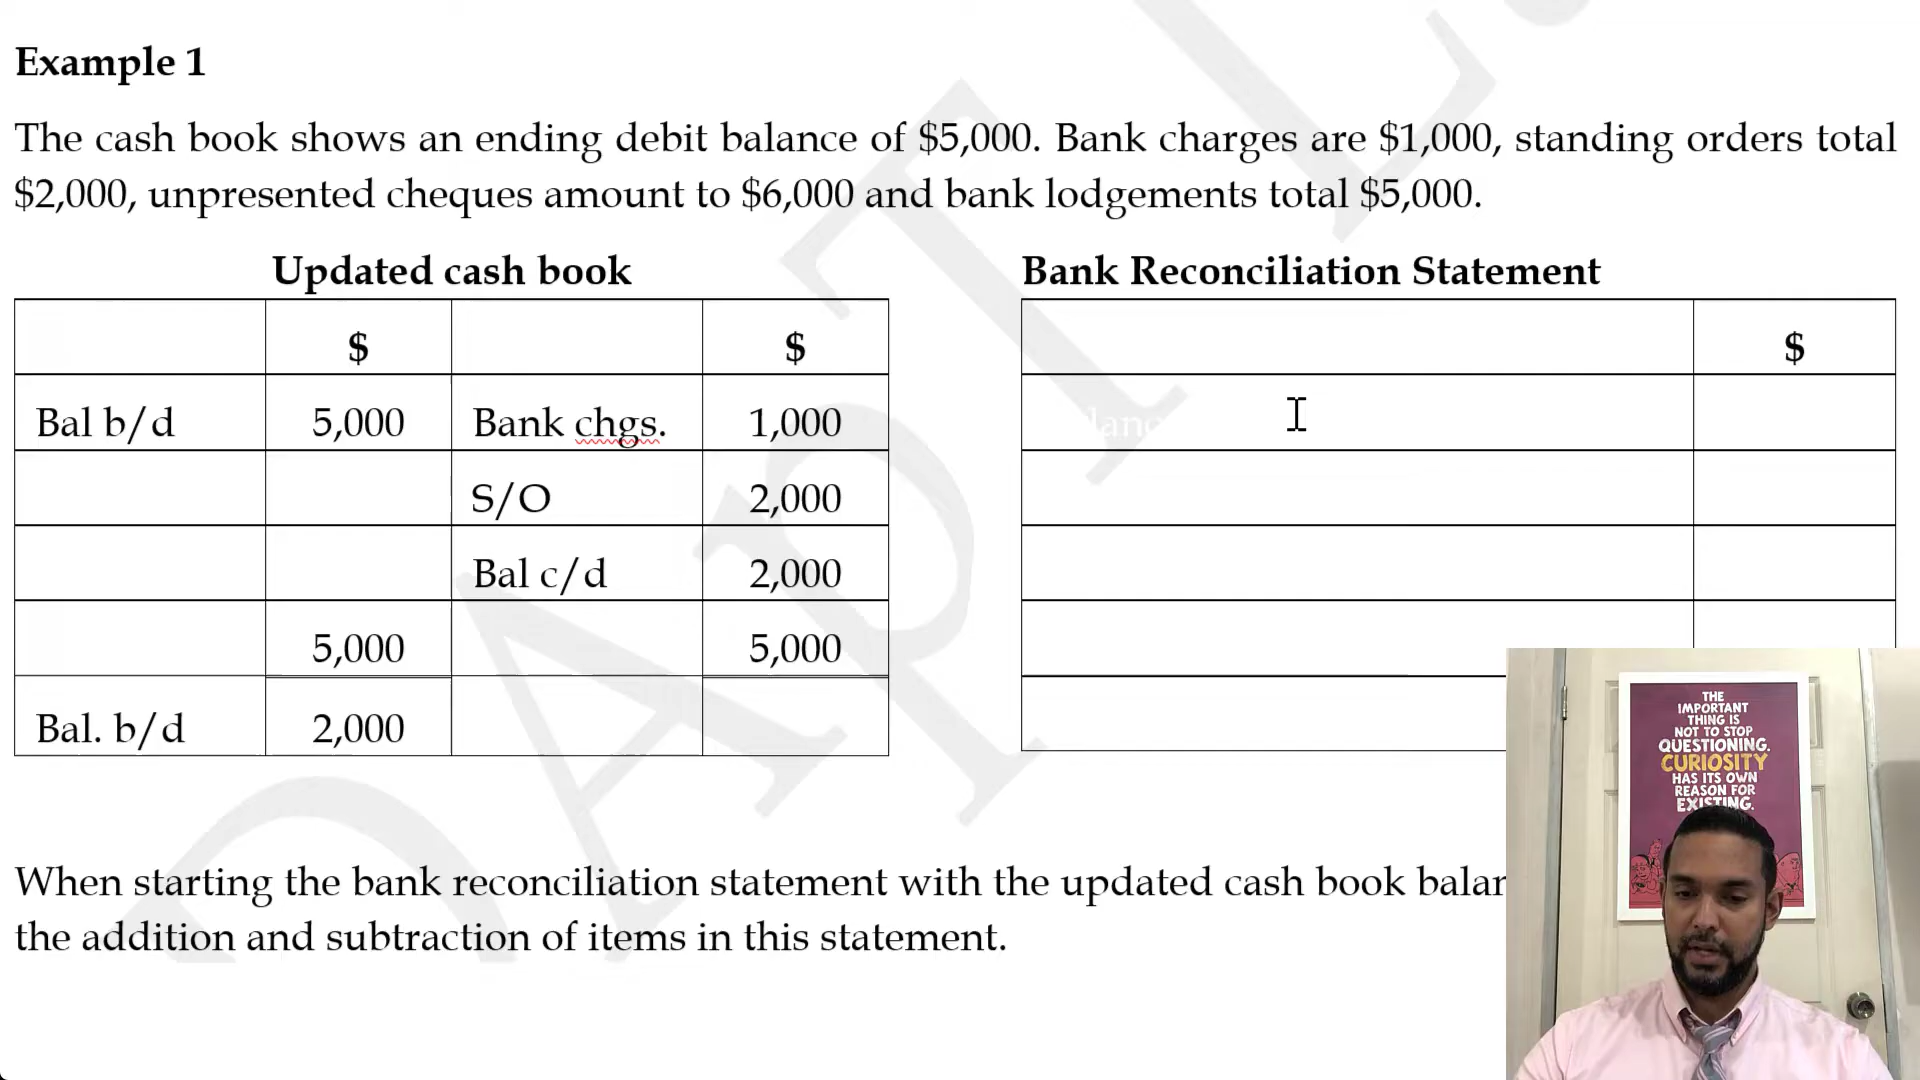 Example 1
The cash book shows an ending debit balance of $5,000. Bank charges are $1,000, standing orders total
$2,000, unpresented cheques amount to $6,000 and bank lodgements total $5,000.
Updated cash book
$ $
Bal b/d 5,000 Bank chgs. 1,000
S/O 2,000
Bal c/d 2,000
5,000 5,000
Bal. b/d 2,000
Bank Reconciliation Statement
$
When starting the bank reconciliation statement with the updated cash book
the addition and subtraction of items in this statement.
THE
IMPORTANT
THING IS
NOT TO STOP
QUESTIONING.
CURIOSITY
HAS ITS OWN
REASON FOR
EXISTING.